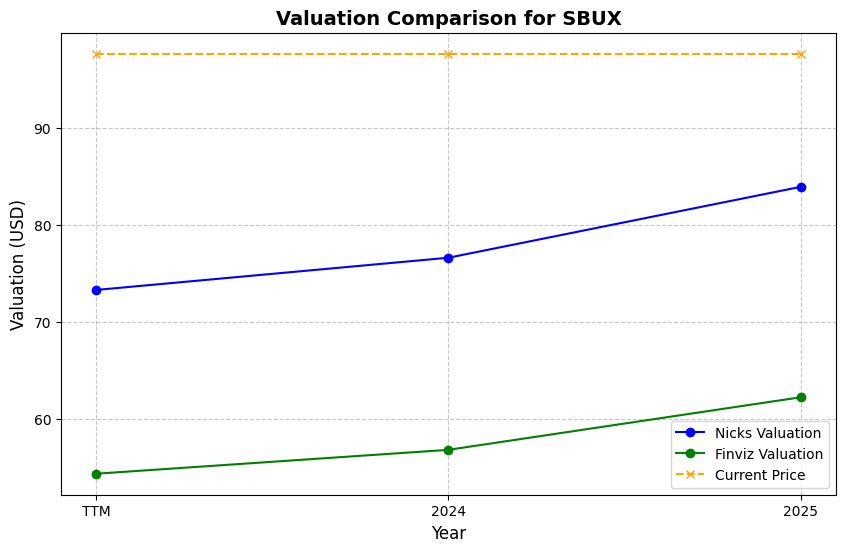 Valuation Comparison for SBUX
Valuation (USD)
90
80
70
60
TTM
2024
2025
Year
Nicks Valuation
Finviz Valuation
Current Price